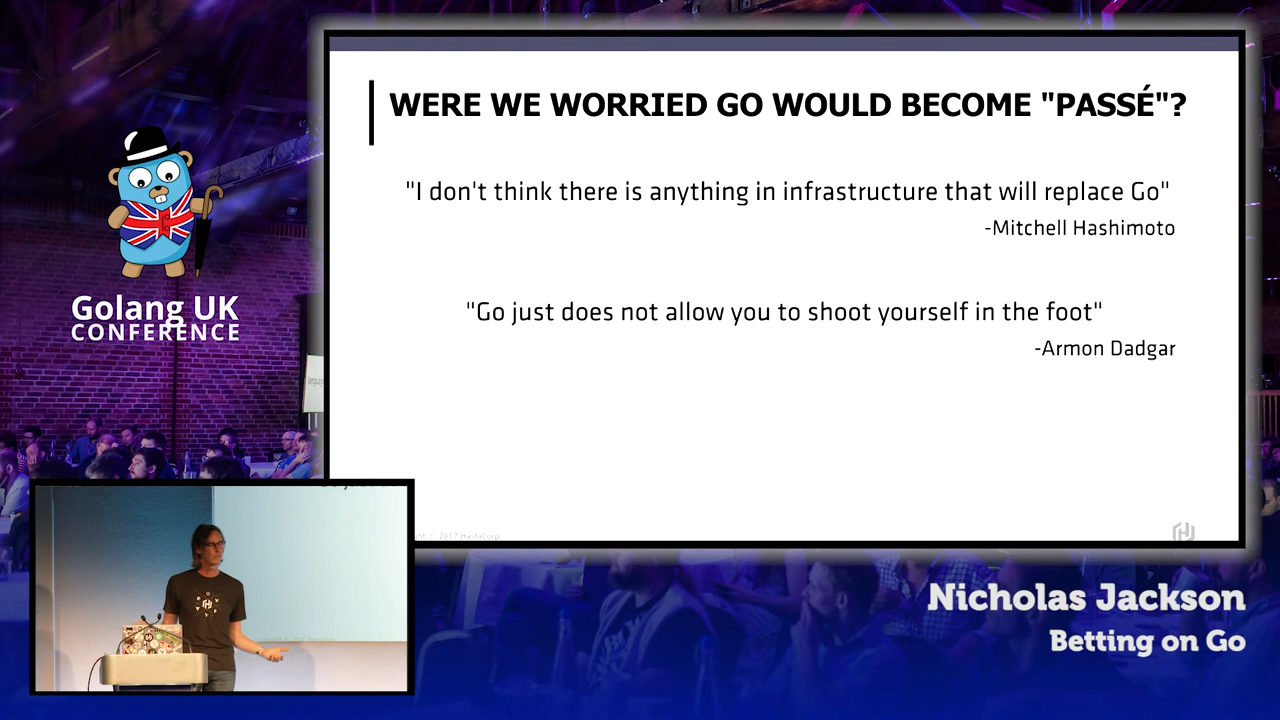 WERE WE WORRIED GO WOULD BECOME "PASSÉ"?
"I don't think there is anything in infrastructure that will replace Go"
-Mitchell Hashimoto
"Go just does not allow you to shoot yourself in the foot"
-Armon Dadgar
2017 HashiCorp
Golang UK
CONFERENCE
Nicholas Jackson
Betting on Go